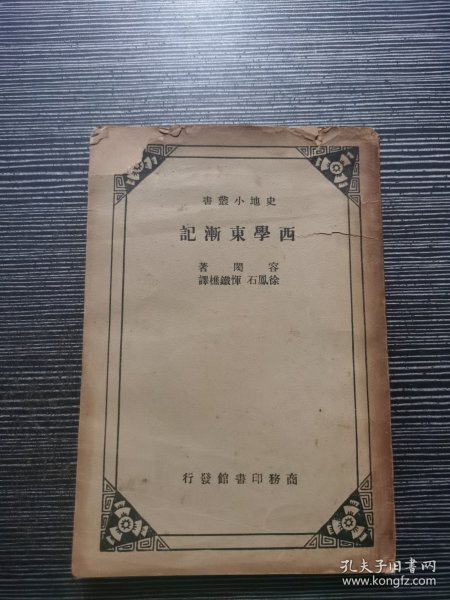 史地小叢書
西學東漸記
容閎著
徐鳳石 惲鐵樵譯
商務印書館發行
孔夫子旧书网
www.kongfz.com